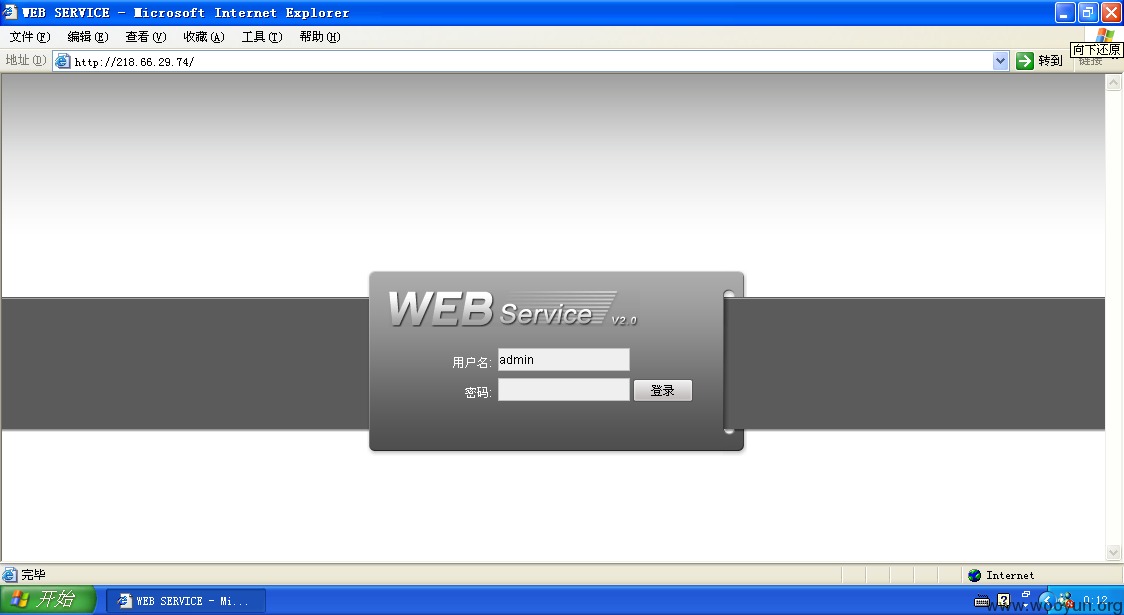 WEB SERVICE - Microsoft Internet Explorer
文件(F) 编辑(E) 查看(V) 收藏(A) 工具(T) 帮助(H)
向下还原
地址(D) http://218.66.29.74/ 转到 链接
WEB Service V2.0
用户名: admin
密码: 登录
完毕 Internet
开始 WEB SERVICE - Mi... 0:12
www.wooyun.org